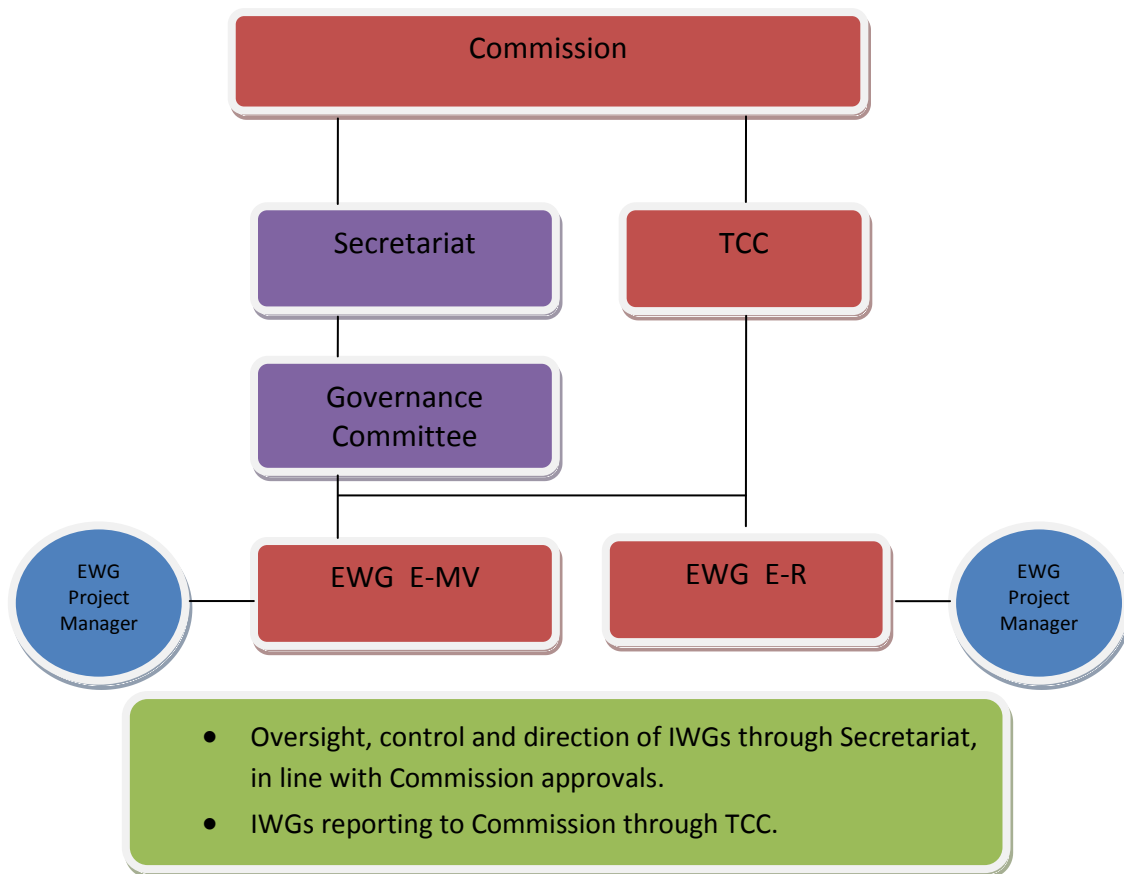 Commission
Secretariat
TCC
Governance
Committee
EWG E-MV
EWG E-R
EWG
Project
Manager
EWG
Project
Manager
• Oversight, control and direction of IWGs through Secretariat,
in line with Commission approvals.
• IWGs reporting to Commission through TCC.